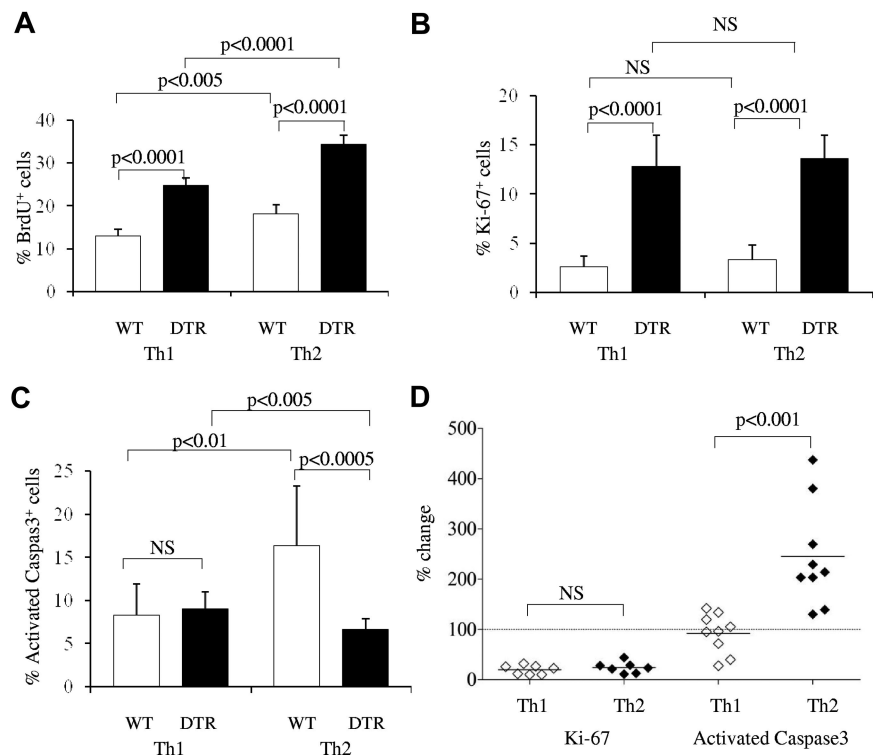 A
p<0.0001
p<0.005
p<0.0001
p<0.0001
% BrdU+ cells
40
30
20
10
0
WT DTR WT DTR
Th1 Th2
B
NS
NS
p<0.0001 p<0.0001
% Ki-67+ cells
20
15
10
5
0
WT DTR WT DTR
Th1 Th2
C
p<0.005
p<0.01
p<0.0005
NS
% Activated Caspas3+ cells
25
20
15
10
5
0
WT DTR WT DTR
Th1 Th2
D
p<0.001
NS
% change
500
400
300
200
100
0
Th1 Th2 Th1 Th2
Ki-67 Activated Caspase3